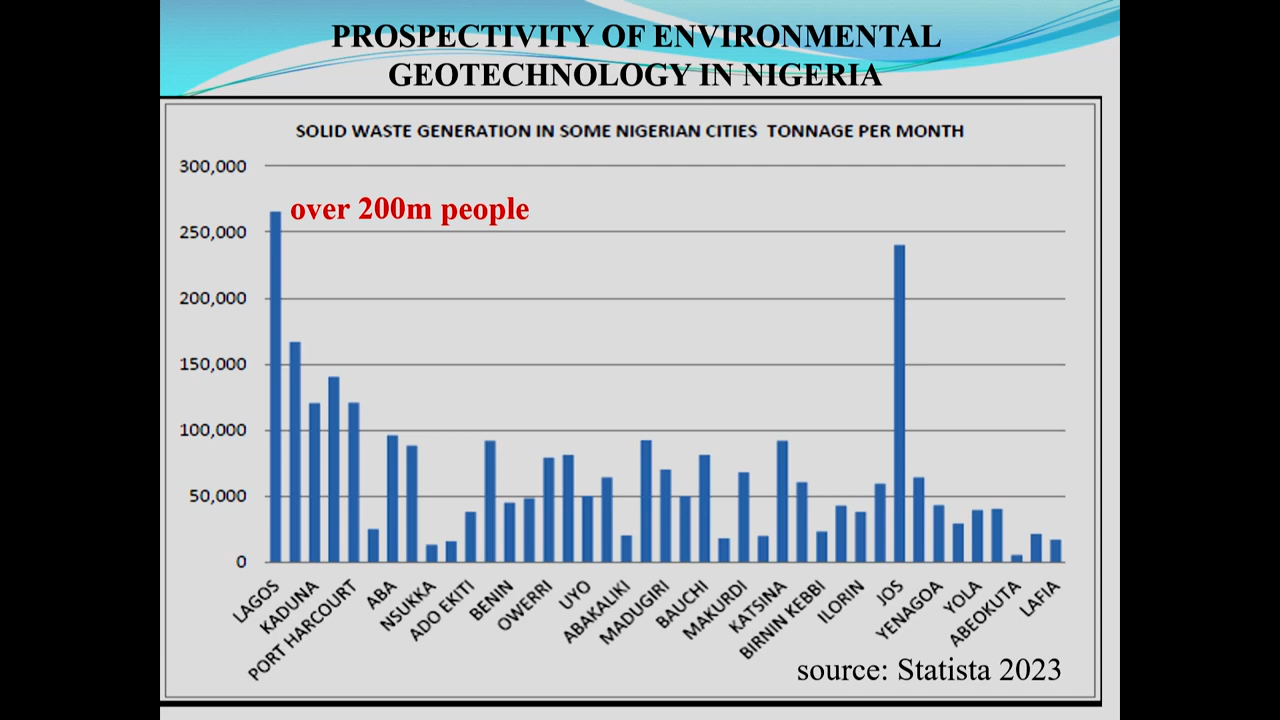 PROSPECTIVITY OF ENVIRONMENTAL
GEOTECHNOLOGY IN NIGERIA
SOLID WASTE GENERATION IN SOME NIGERIAN CITIES TONNAGE PER MONTH
300,000
over 200m people
250,000
200,000
150,000
100,000
50,000
0
LAGOS
KADUNA
PORT HARCOURT
ABA
NSUKKA
ADO EKITI
BENIN
OWERRI
UYO
ABAKALIKI
MADUGIRI
BAUCHI
MAKURDI
KATSINA
BIRNIN KEBBI
ILORIN
JOS
YENAGOA
YOLA
ABEOKUTA
LAFIA
source: Statista 2023